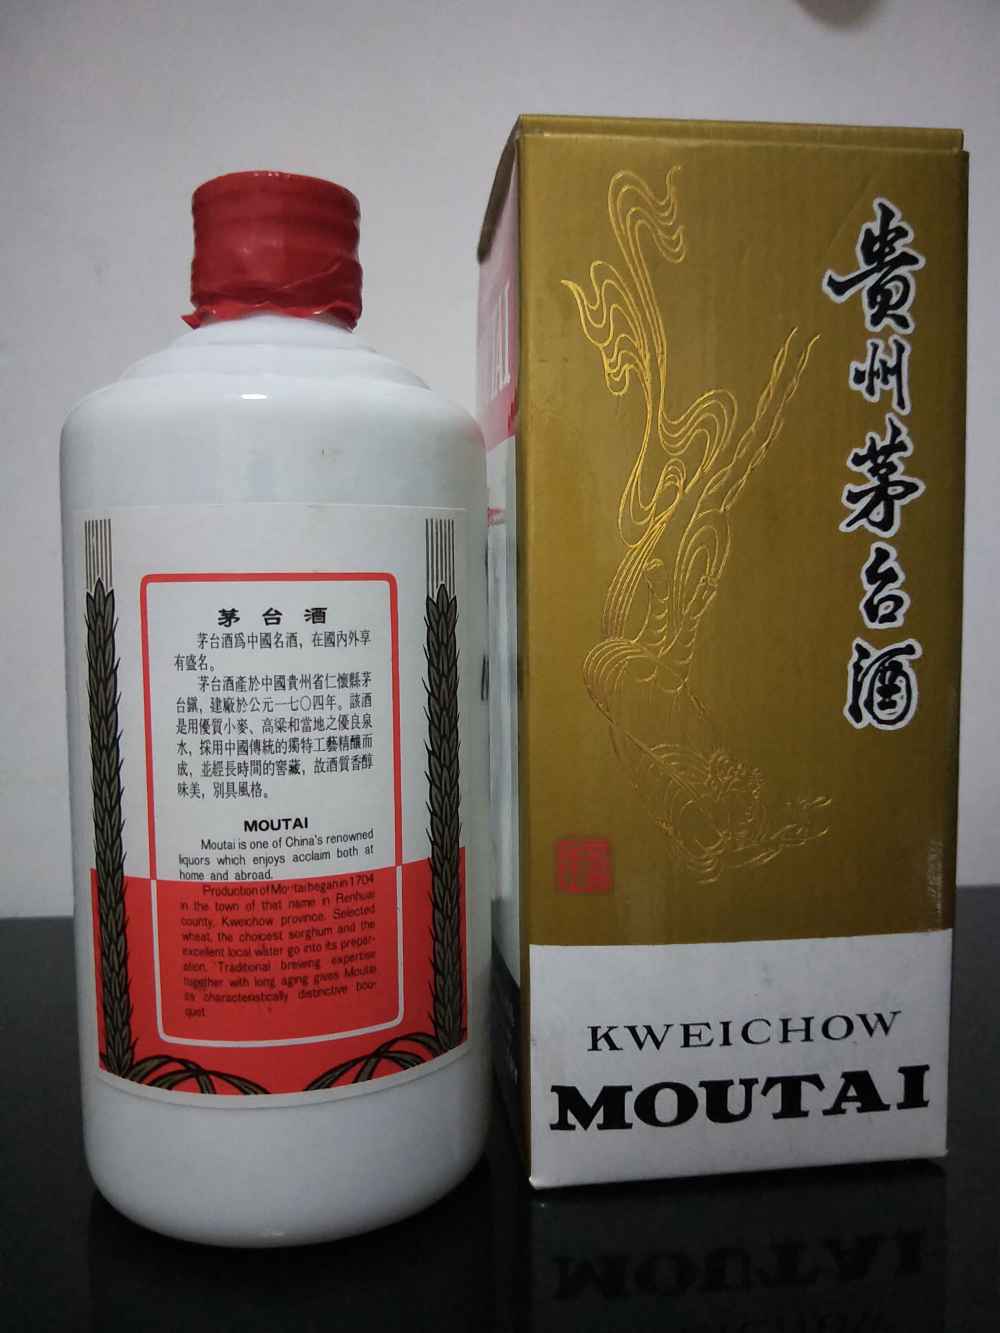 茅台酒
茅台酒爲中國名酒，在國內外享
有盛名。
茅台酒產於中國貴州省仁懷縣茅
台鎮，建廠於公元一七〇四年。該酒
是用優質小麥、高粱和當地之優良泉
水，採用中國傳統的獨特工藝精釀而
成，並經長時間的窖藏，故酒質香醇
味美，別具風格。
MOUTAI
Moutai is one of China's renowned
liquors which enjoys acclaim both at
home and abroad.
Production of Moutai began in 1704
in the town of that name in Renhuai
county, Kweichow province. Selected
wheat, the choicest sorghum and the
excellent local water go into its prepar-
ation. Traditional brewing expertise
together with long aging gives Moutai
its characteristically distinctive bou-
quet.
貴州茅台酒
KWEICHOW
MOUTAI
TAI